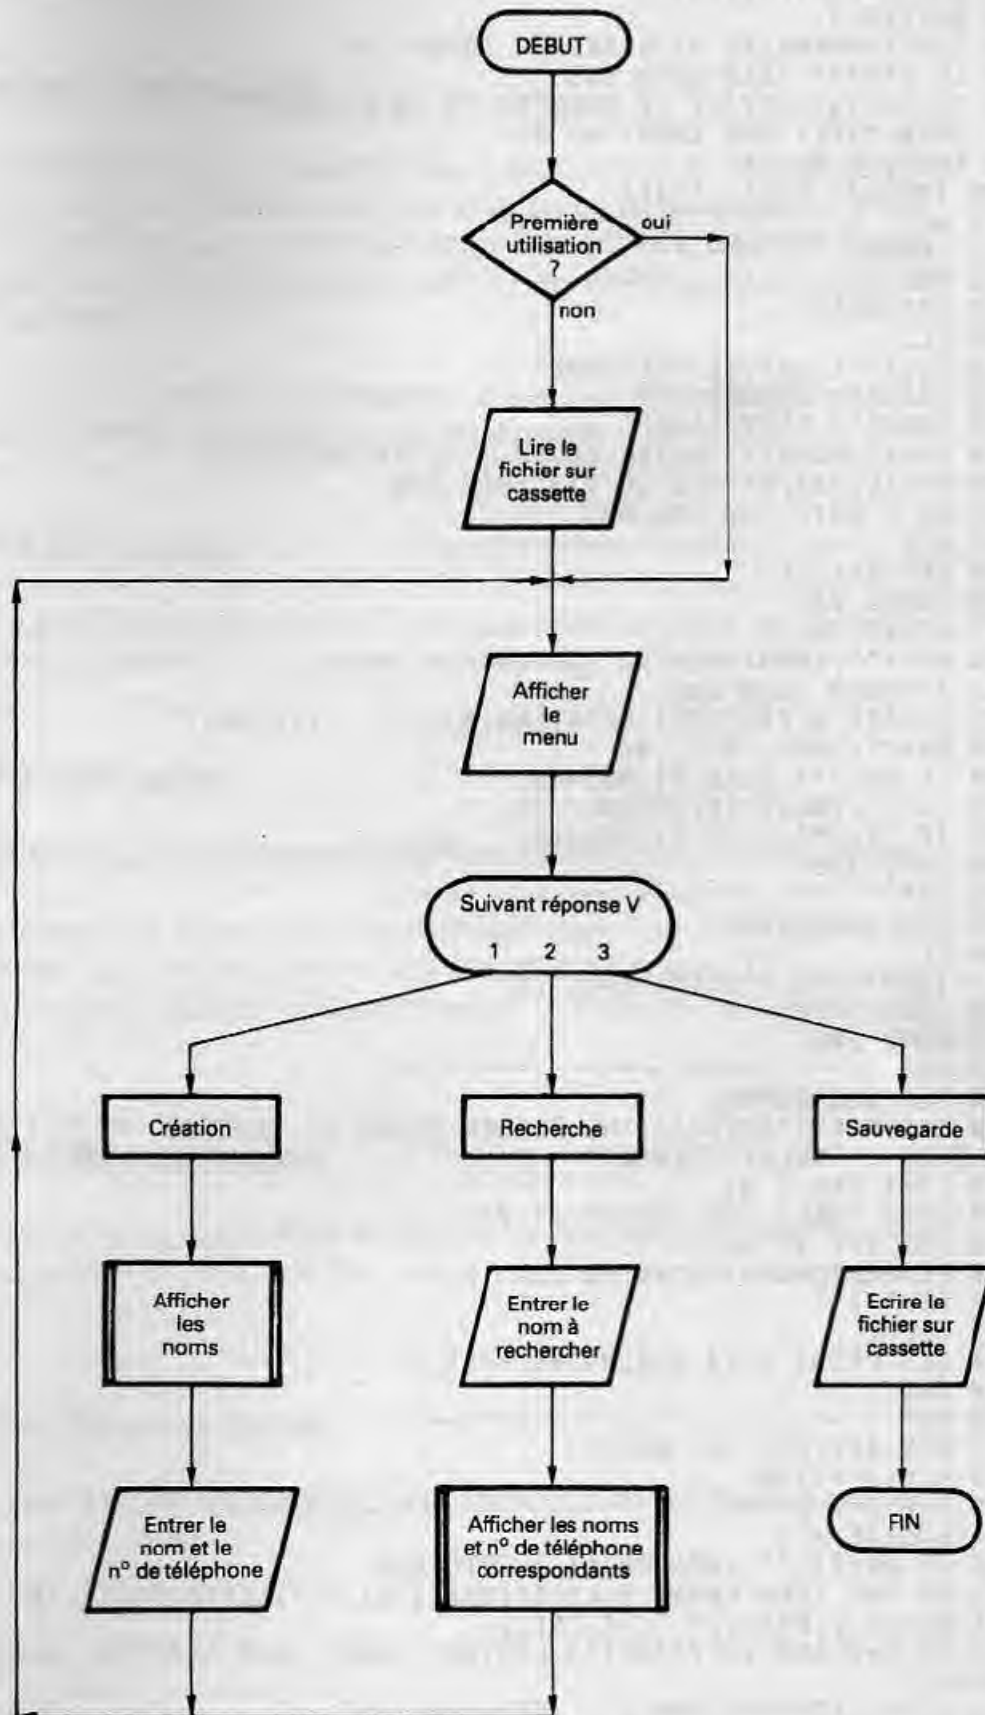 DEBUT
Première
utilisation
?
oui
non
Lire le
fichier sur
cassette
Afficher
le
menu
Suivant réponse V
1 2 3
Création
Recherche
Sauvegarde
Afficher
les
noms
Entrer le
nom à
rechercher
Ecrire le
fichier sur
cassette
Entrer le
nom et le
nº de téléphone
Afficher les noms
et nº de téléphone
correspondants
FIN